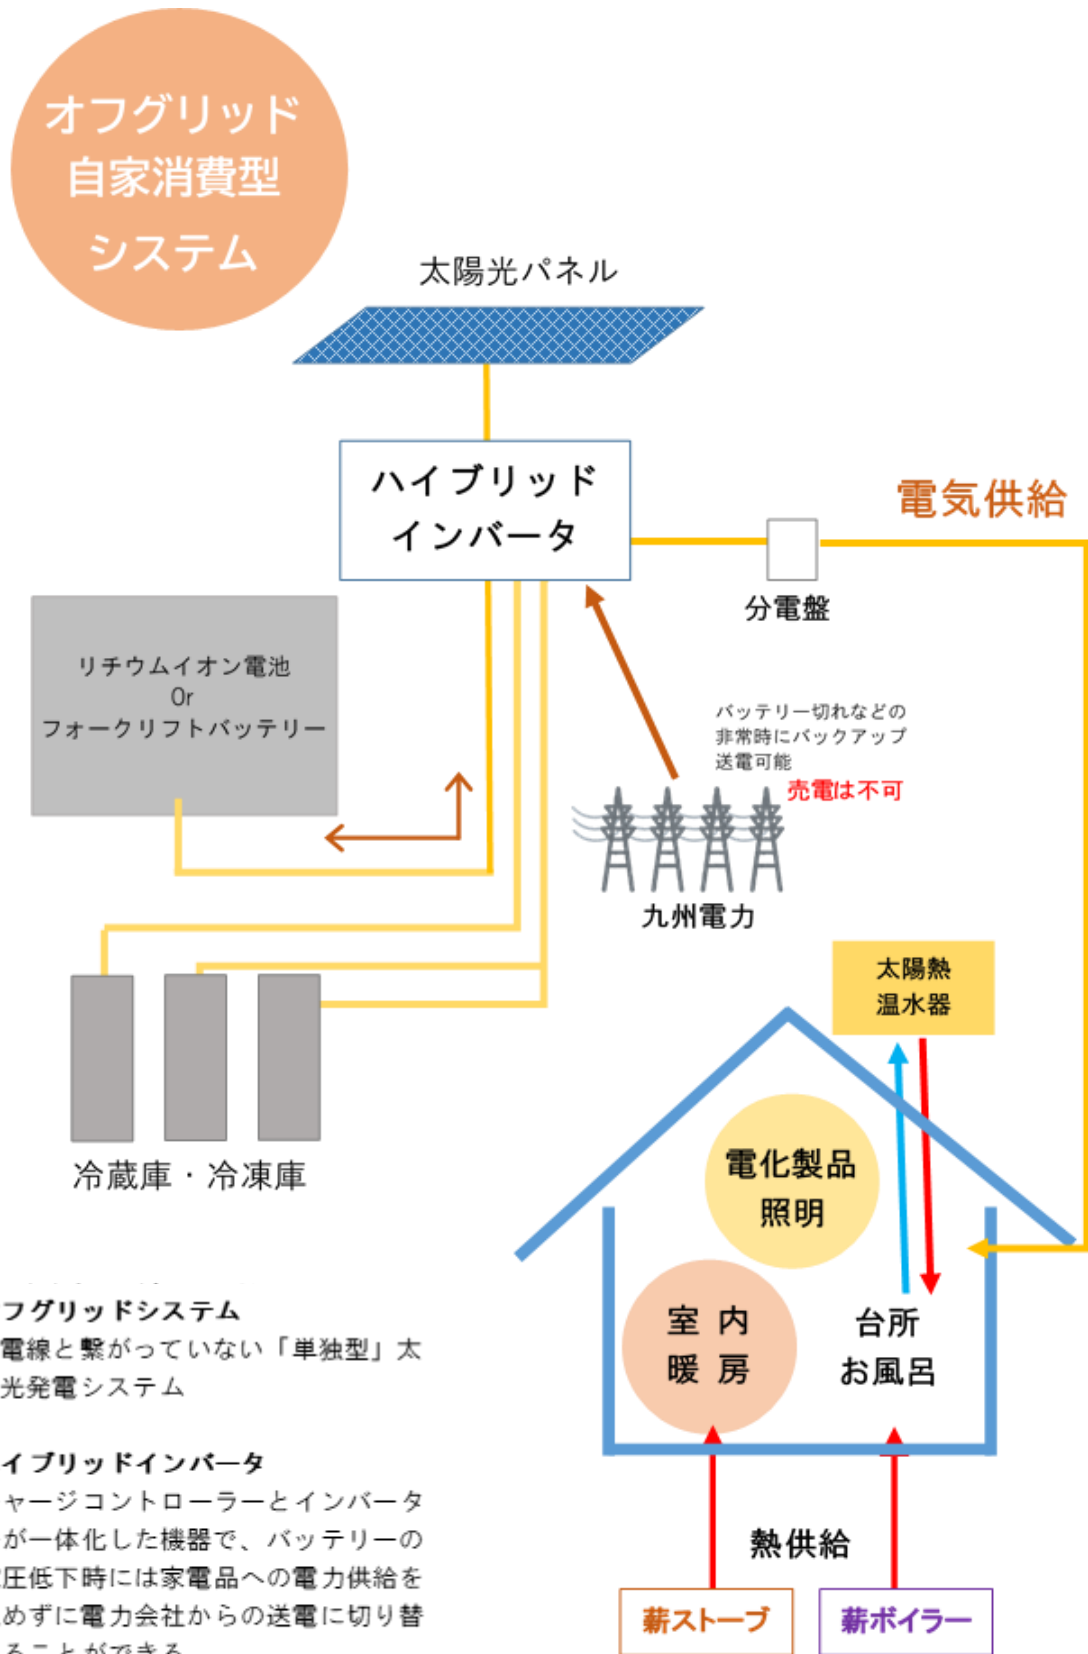 オフグリッド
自家消費型
システム
太陽光パネル
ハイブリッド
インバータ
電気供給
分電盤
リチウムイオン電池
Or
フォークリフトバッテリー
バッテリー切れなどの
非常時にバックアップ
送電可能
売電は不可
九州電力
太陽熱
温水器
冷蔵庫・冷凍庫
電化製品
照明
室内
暖房
台所
お風呂
熱供給
薪ストーブ
薪ボイラー
フグリッドシステム
電線と繋がっていない「単独型」太
光発電システム
イブリッドインバータ
ャージコントローラーとインバータ
が一体化した機器で、バッテリーの
圧低下時には家電品への電力供給を
めずに電力会社からの送電に切り替
ることができる